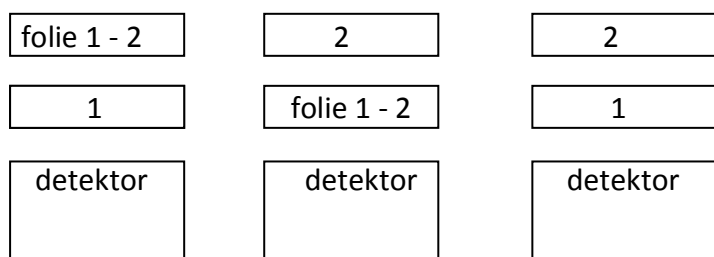 folie 1 - 2 2 2
1 folie 1 - 2 1
detektor detektor detektor